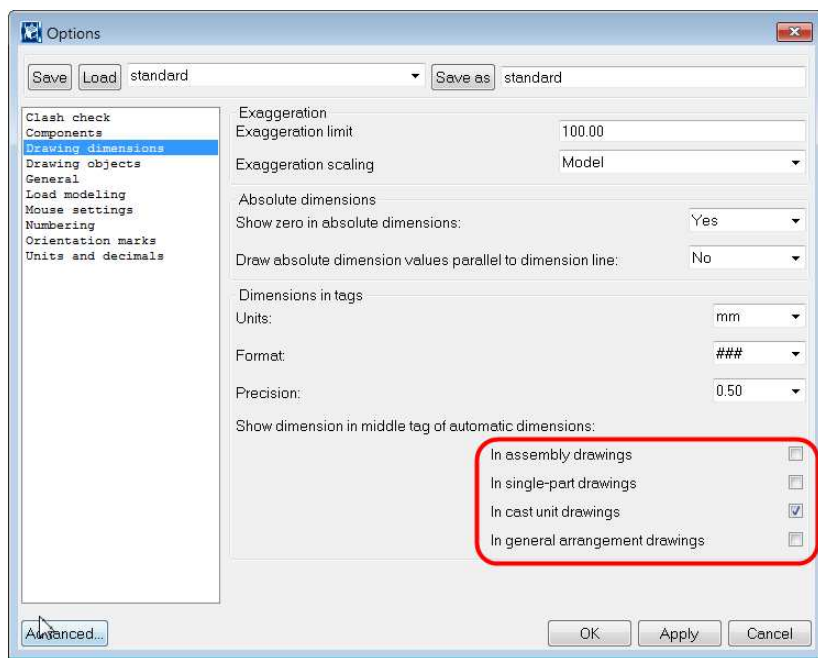 Options
Save Load standard Save as standard
Clash check
Components
Drawing dimensions
Drawing objects
General
Load modeling
Mouse settings
Numbering
Orientation marks
Units and decimals
Exaggeration
Exaggeration limit 100.00
Exaggeration scaling Model
Absolute dimensions
Show zero in absolute dimensions: Yes
Draw absolute dimension values parallel to dimension line: No
Dimensions in tags
Units: mm
Format: ###
Precision: 0.50
Show dimension in middle tag of automatic dimensions:
In assembly drawings
In single-part drawings
In cast unit drawings
In general arrangement drawings
Advanced... OK Apply Cancel